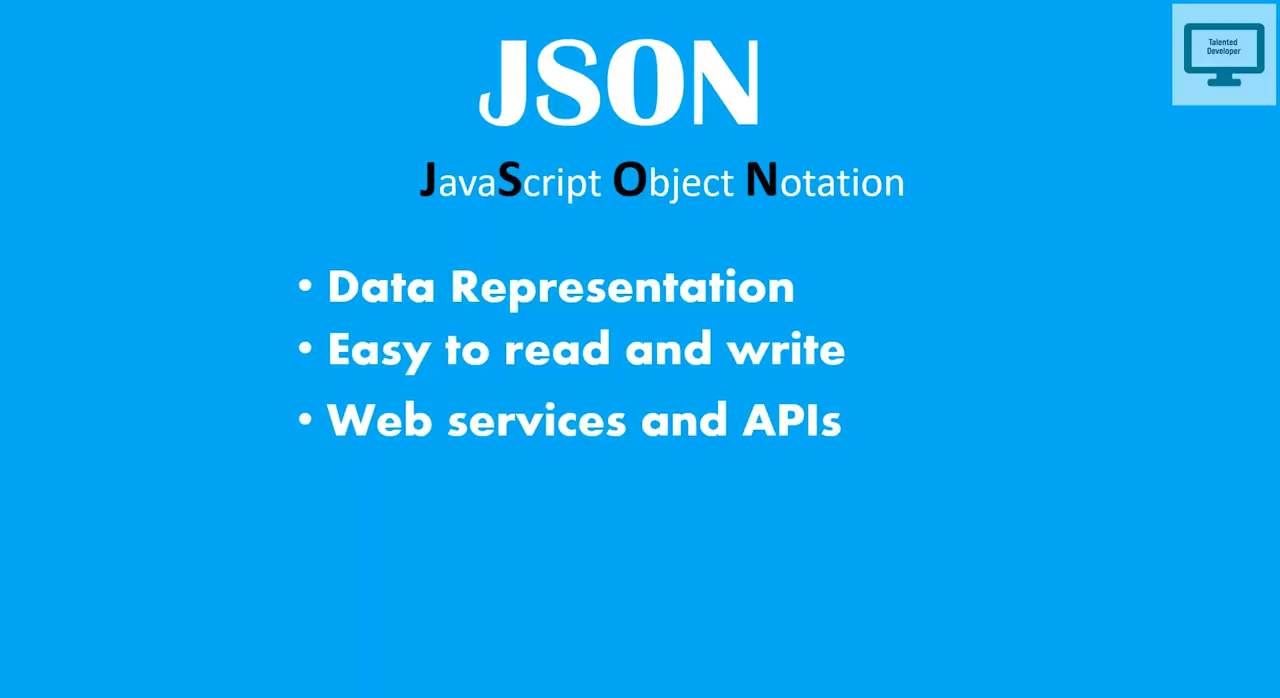 JSON
JavaScript Object Notation
• Data Representation
• Easy to read and write
• Web services and APIs
Talented
Developer